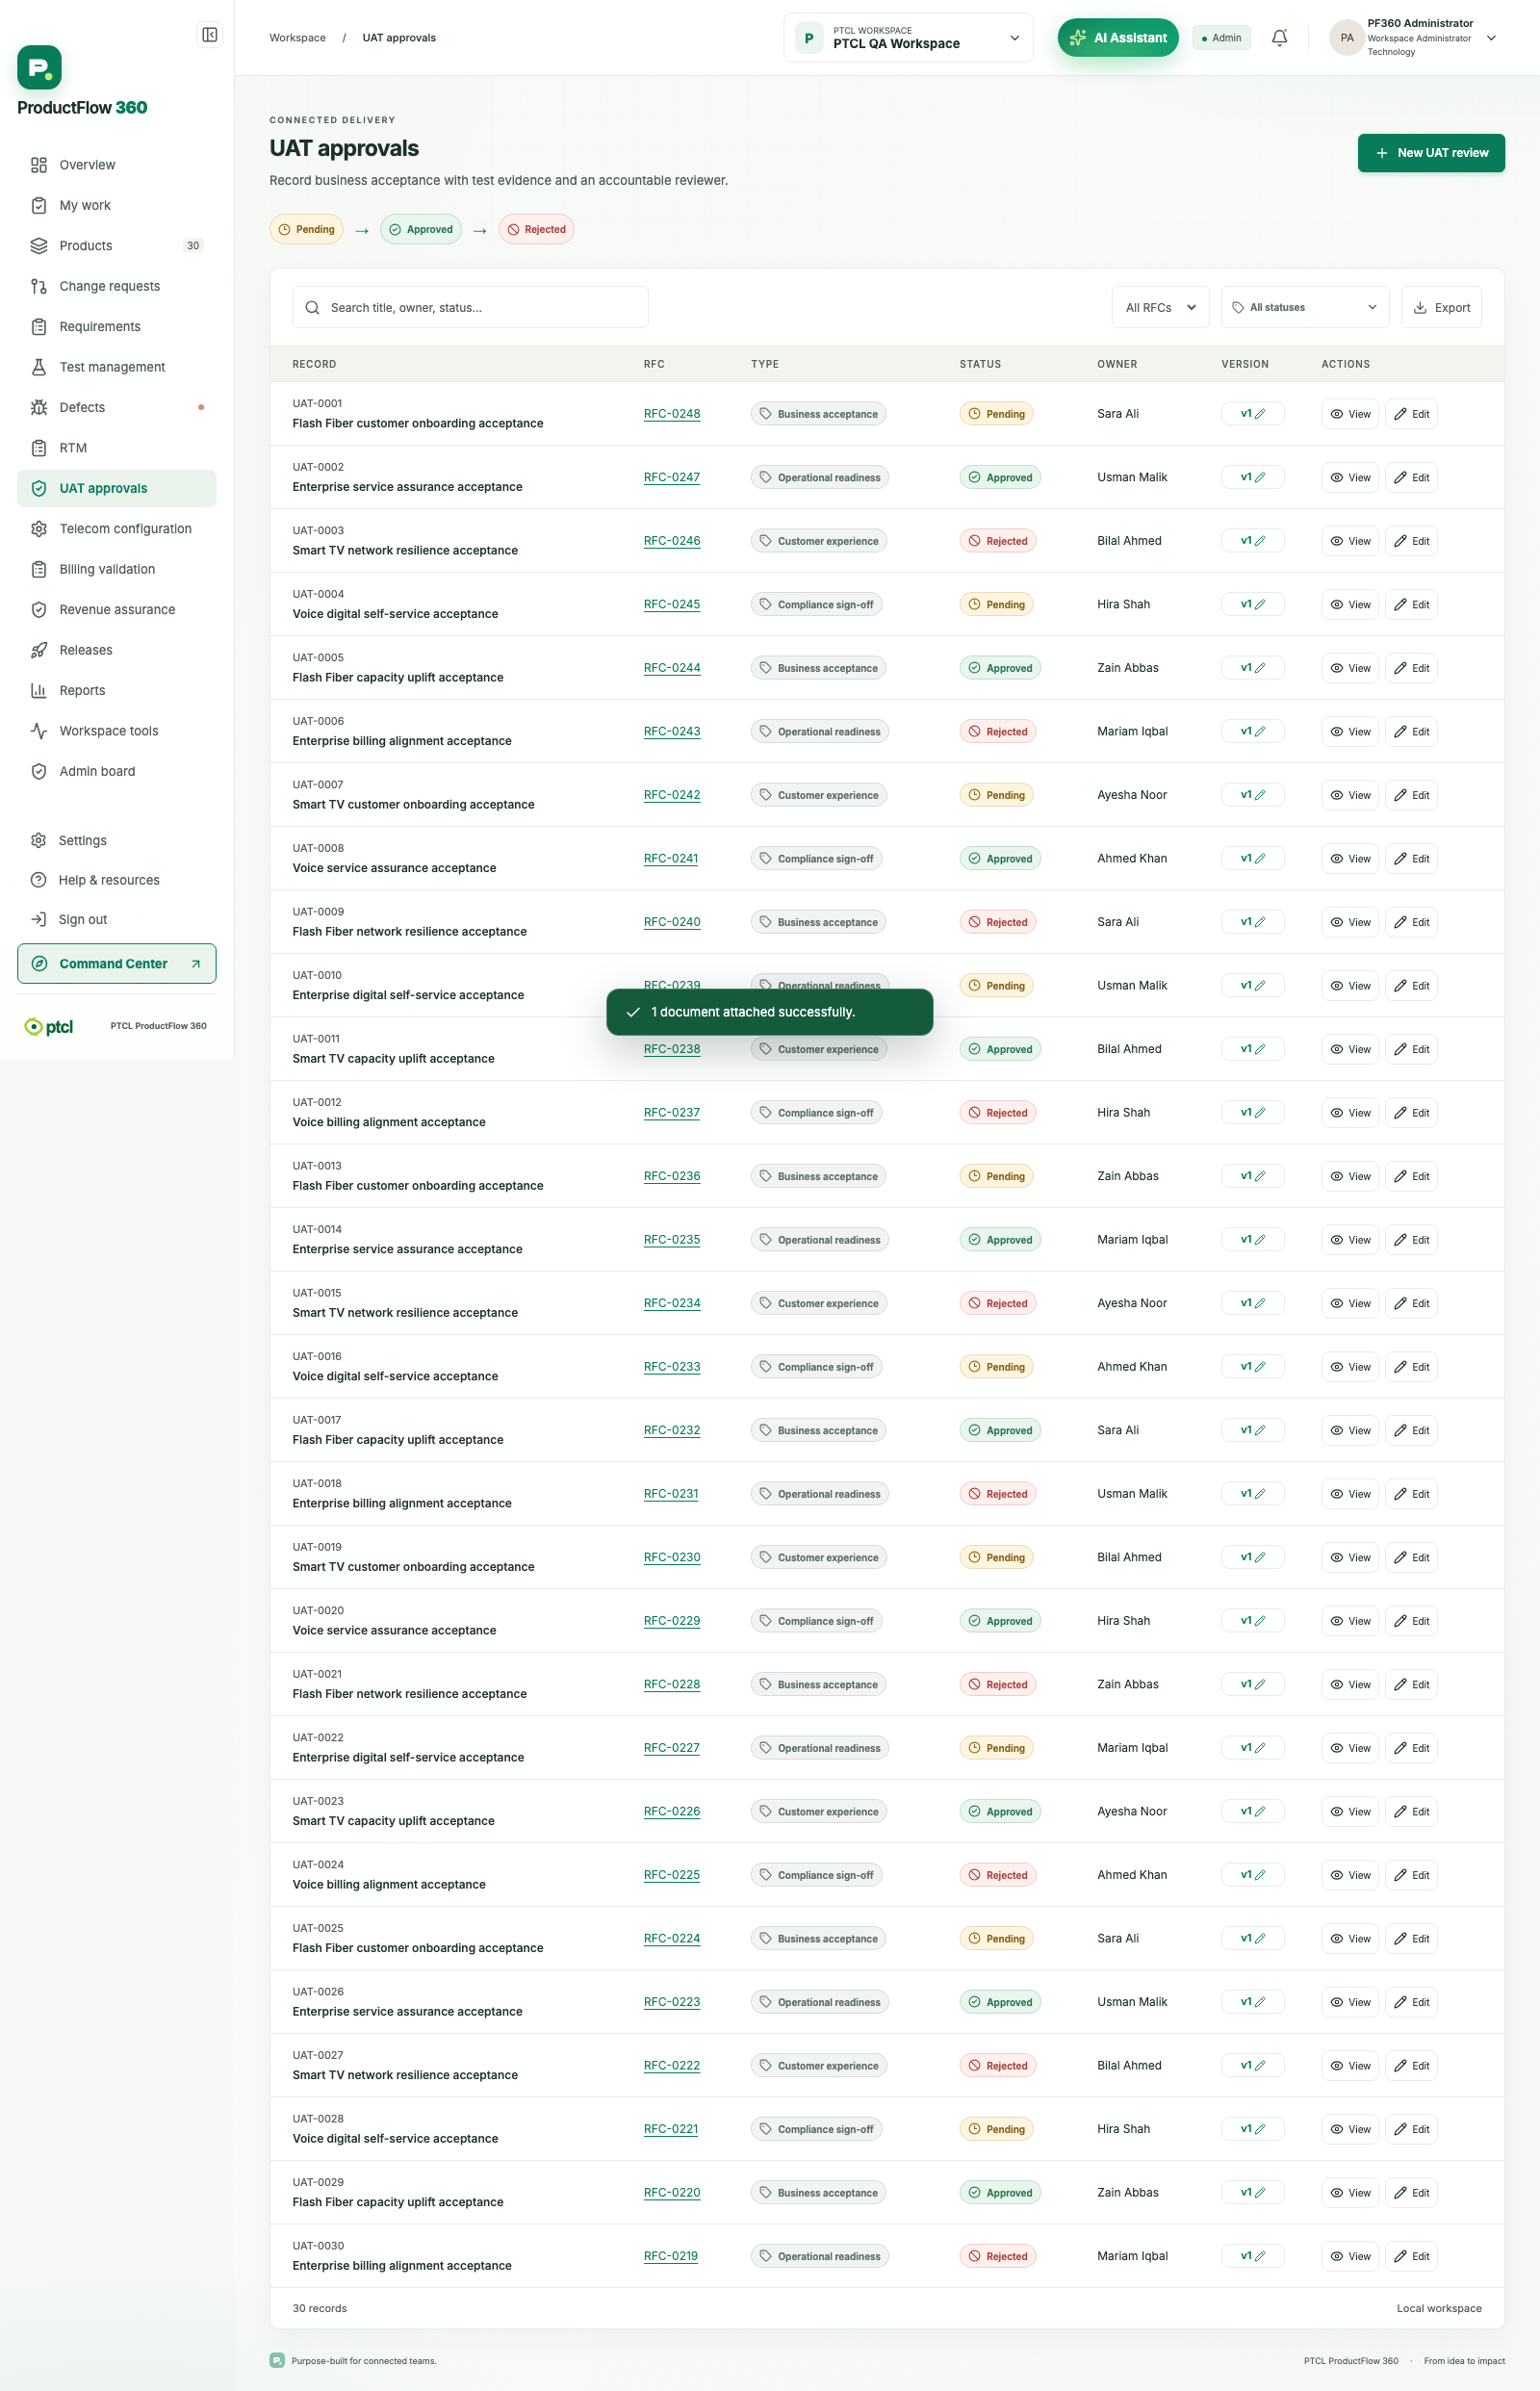 P.
ProductFlow 360
Overview
My work
Products 30
Change requests
Requirements
Test management
Defects
RTM
UAT approvals
Telecom configuration
Billing validation
Revenue assurance
Releases
Reports
Workspace tools
Admin board
Settings
Help & resources
Sign out
Command Center
ptcl PTCL ProductFlow 360
Workspace / UAT approvals
P
PTCL WORKSPACE
PTCL QA Workspace
AI Assistant
Admin
PA
PF360 Administrator
Workspace Administrator
Technology
CONNECTED DELIVERY
UAT approvals
Record business acceptance with test evidence and an accountable reviewer.
New UAT review
Pending → Approved → Rejected
Search title, owner, status...
All RFCs
All statuses
Export
RECORD RFC TYPE STATUS OWNER VERSION ACTIONS
UAT-0001
Flash Fiber customer onboarding acceptance RFC-0248 Business acceptance Pending Sara Ali v1 View Edit
UAT-0002
Enterprise service assurance acceptance RFC-0247 Operational readiness Approved Usman Malik v1 View Edit
UAT-0003
Smart TV network resilience acceptance RFC-0246 Customer experience Rejected Bilal Ahmed v1 View Edit
UAT-0004
Voice digital self-service acceptance RFC-0245 Compliance sign-off Pending Hira Shah v1 View Edit
UAT-0005
Flash Fiber capacity uplift acceptance RFC-0244 Business acceptance Approved Zain Abbas v1 View Edit
UAT-0006
Enterprise billing alignment acceptance RFC-0243 Operational readiness Rejected Mariam Iqbal v1 View Edit
UAT-0007
Smart TV customer onboarding acceptance RFC-0242 Customer experience Pending Ayesha Noor v1 View Edit
UAT-0008
Voice service assurance acceptance RFC-0241 Compliance sign-off Approved Ahmed Khan v1 View Edit
UAT-0009
Flash Fiber network resilience acceptance RFC-0240 Business acceptance Rejected Sara Ali v1 View Edit
UAT-0010
Enterprise digital self-service acceptance RFC-0239 Operational readiness Pending Usman Malik v1 View Edit
1 document attached successfully.
UAT-0011
Smart TV capacity uplift acceptance RFC-0238 Customer experience Approved Bilal Ahmed v1 View Edit
UAT-0012
Voice billing alignment acceptance RFC-0237 Compliance sign-off Rejected Hira Shah v1 View Edit
UAT-0013
Flash Fiber customer onboarding acceptance RFC-0236 Business acceptance Pending Zain Abbas v1 View Edit
UAT-0014
Enterprise service assurance acceptance RFC-0235 Operational readiness Approved Mariam Iqbal v1 View Edit
UAT-0015
Smart TV network resilience acceptance RFC-0234 Customer experience Rejected Ayesha Noor v1 View Edit
UAT-0016
Voice digital self-service acceptance RFC-0233 Compliance sign-off Pending Ahmed Khan v1 View Edit
UAT-0017
Flash Fiber capacity uplift acceptance RFC-0232 Business acceptance Approved Sara Ali v1 View Edit
UAT-0018
Enterprise billing alignment acceptance RFC-0231 Operational readiness Rejected Usman Malik v1 View Edit
UAT-0019
Smart TV customer onboarding acceptance RFC-0230 Customer experience Pending Bilal Ahmed v1 View Edit
UAT-0020
Voice service assurance acceptance RFC-0229 Compliance sign-off Approved Hira Shah v1 View Edit
UAT-0021
Flash Fiber network resilience acceptance RFC-0228 Business acceptance Rejected Zain Abbas v1 View Edit
UAT-0022
Enterprise digital self-service acceptance RFC-0227 Operational readiness Pending Mariam Iqbal v1 View Edit
UAT-0023
Smart TV capacity uplift acceptance RFC-0226 Customer experience Approved Ayesha Noor v1 View Edit
UAT-0024
Voice billing alignment acceptance RFC-0225 Compliance sign-off Rejected Ahmed Khan v1 View Edit
UAT-0025
Flash Fiber customer onboarding acceptance RFC-0224 Business acceptance Pending Sara Ali v1 View Edit
UAT-0026
Enterprise service assurance acceptance RFC-0223 Operational readiness Approved Usman Malik v1 View Edit
UAT-0027
Smart TV network resilience acceptance RFC-0222 Customer experience Rejected Bilal Ahmed v1 View Edit
UAT-0028
Voice digital self-service acceptance RFC-0221 Compliance sign-off Pending Hira Shah v1 View Edit
UAT-0029
Flash Fiber capacity uplift acceptance RFC-0220 Business acceptance Approved Zain Abbas v1 View Edit
UAT-0030
Enterprise billing alignment acceptance RFC-0219 Operational readiness Rejected Mariam Iqbal v1 View Edit
30 records Local workspace
P. Purpose-built for connected teams. PTCL ProductFlow 360 · From idea to impact